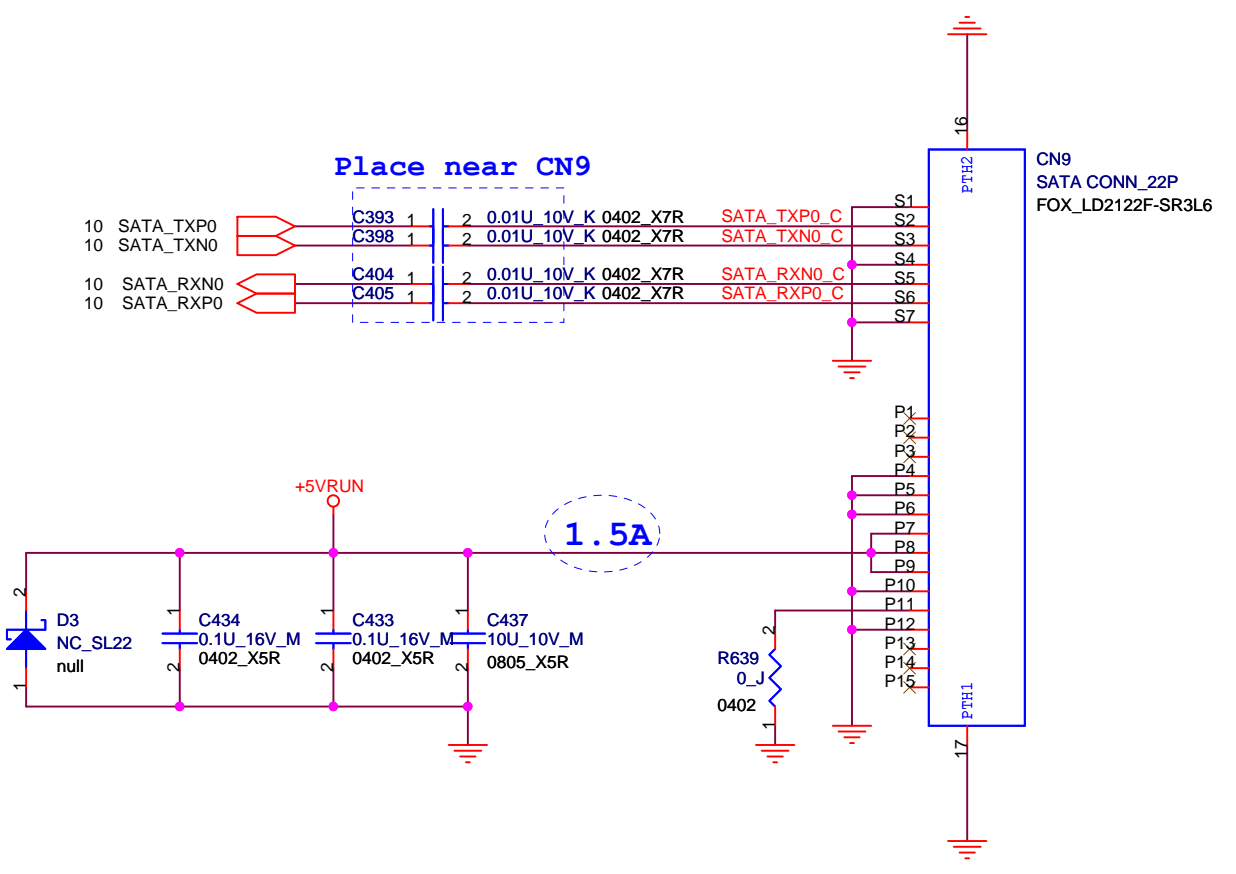 16
PTH2
CN9
SATA CONN_22P
FOX_LD2122F-SR3L6
Place near CN9
10 SATA_TXP0 C393 1 2 0.01U_10V_K 0402_X7R SATA_TXP0_C S1
S2
10 SATA_TXN0 C398 1 2 0.01U_10V_K 0402_X7R SATA_TXN0_C S3
S4
10 SATA_RXN0 C404 1 2 0.01U_10V_K 0402_X7R SATA_RXN0_C S5
10 SATA_RXP0 C405 1 2 0.01U_10V_K 0402_X7R SATA_RXP0_C S6
S7
P1
P2
P3
P4
P5
P6
P7
P8
P9
P10
P11
P12
P13
P14
P15
+5VRUN
1.5A
2
D3
NC_SL22
null
1
1
C434
0.1U_16V_M
0402_X5R
2
1
C433
0.1U_16V_M
0402_X5R
2
1
C437
10U_10V_M
0805_X5R
2
2
R639
0_J
0402
1
PTH1
17